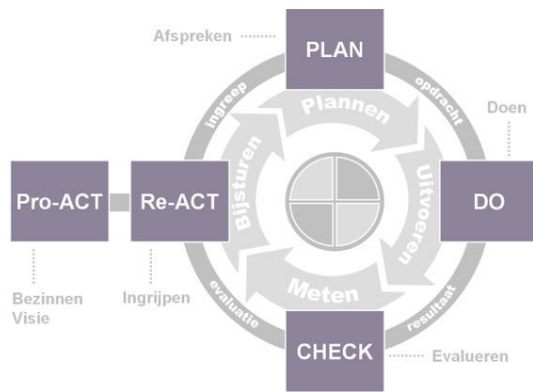 Afspreken
PLAN
ingreep
Plannen
opdracht
Doen
Pro-ACT
Re-ACT
Bijsturen
Uitvoeren
DO
Bezinnen
Visie
Ingrijpen
evaluatie
Meten
resultaat
CHECK
Evalueren